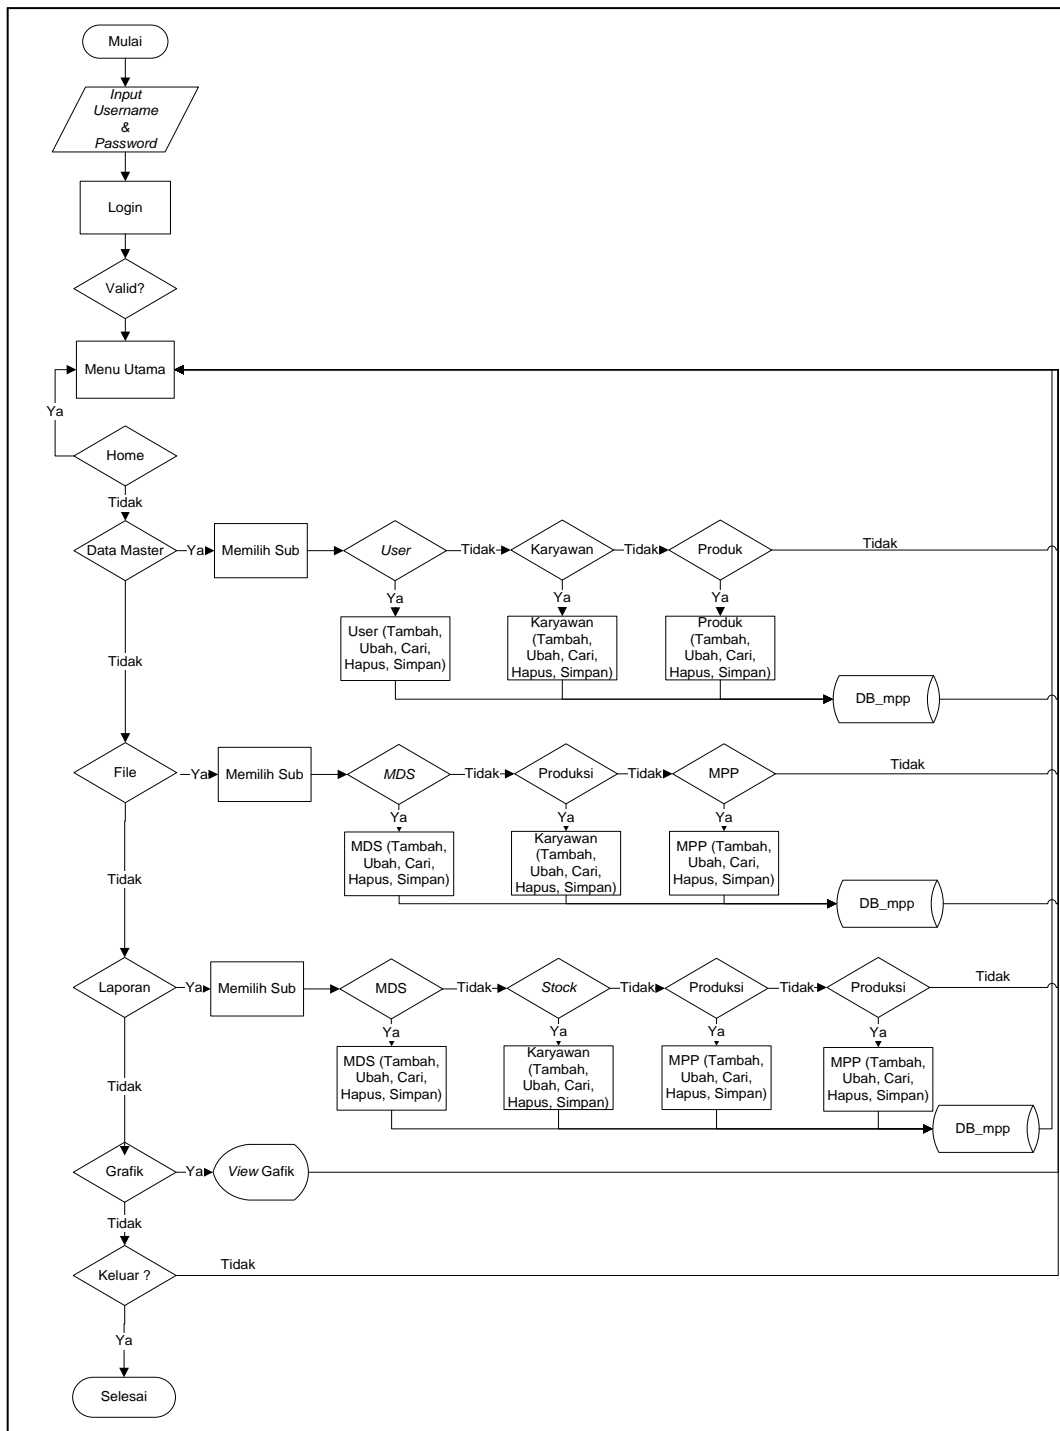 Mulai
Input
Username
&
Password
Login
Valid?
Menu Utama
Ya
Home
Tidak
Data Master
Ya
Memilih Sub
User
Tidak
Karyawan
Tidak
Produk
Tidak
Ya
Ya
Ya
User (Tambah,
Ubah, Cari,
Hapus, Simpan)
Karyawan
(Tambah,
Ubah, Cari,
Hapus, Simpan)
Produk
(Tambah,
Ubah, Cari,
Hapus, Simpan)
Tidak
DB_mpp
File
Ya
Memilih Sub
MDS
Tidak
Produksi
Tidak
MPP
Tidak
Ya
Ya
Ya
MDS (Tambah,
Ubah, Cari,
Hapus, Simpan)
Karyawan
(Tambah,
Ubah, Cari,
Hapus, Simpan)
MPP (Tambah,
Ubah, Cari,
Hapus, Simpan)
Tidak
DB_mpp
Laporan
Ya
Memilih Sub
MDS
Tidak
Stock
Tidak
Produksi
Tidak
Produksi
Tidak
Ya
Ya
Ya
Ya
MDS (Tambah,
Ubah, Cari,
Hapus, Simpan)
Karyawan
(Tambah,
Ubah, Cari,
Hapus, Simpan)
MPP (Tambah,
Ubah, Cari,
Hapus, Simpan)
MPP (Tambah,
Ubah, Cari,
Hapus, Simpan)
Tidak
DB_mpp
Grafik
Ya
View Gafik
Tidak
Keluar ?
Tidak
Ya
Selesai